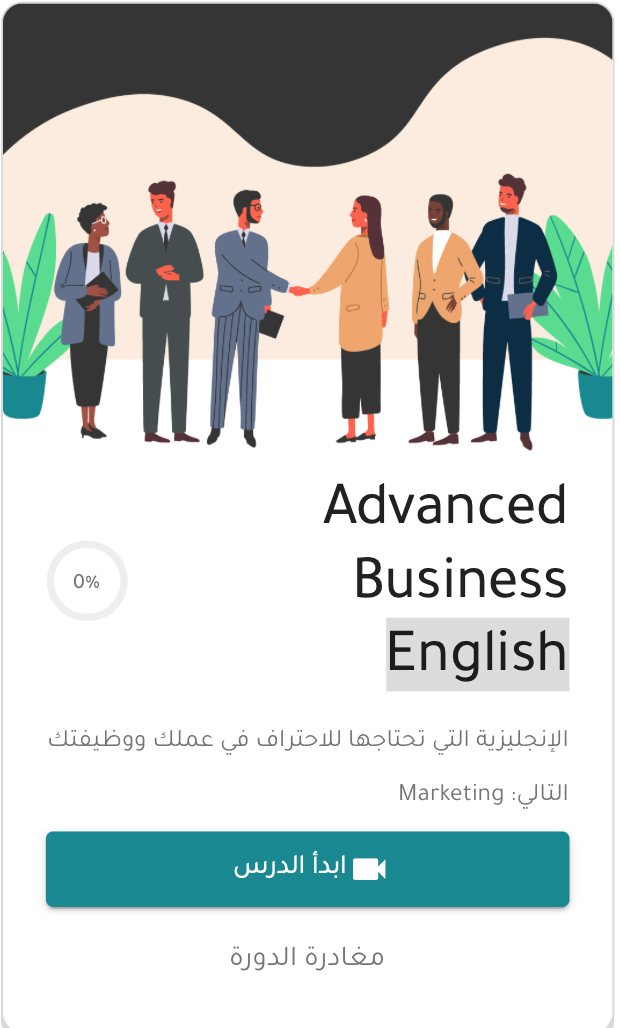 Advanced
Business
English
0%
الإنجليزية التي تحتاجها للاحتراف في عملك ووظيفتك
التالي: Marketing
ابدأ الدرس
مغادرة الدورة